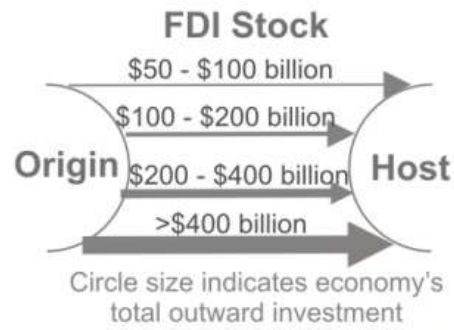 FDI Stock
$50 - $100 billion
$100 - $200 billion
Origin
$200 - $400 billion
Host
>$400 billion
Circle size indicates economy's
total outward investment